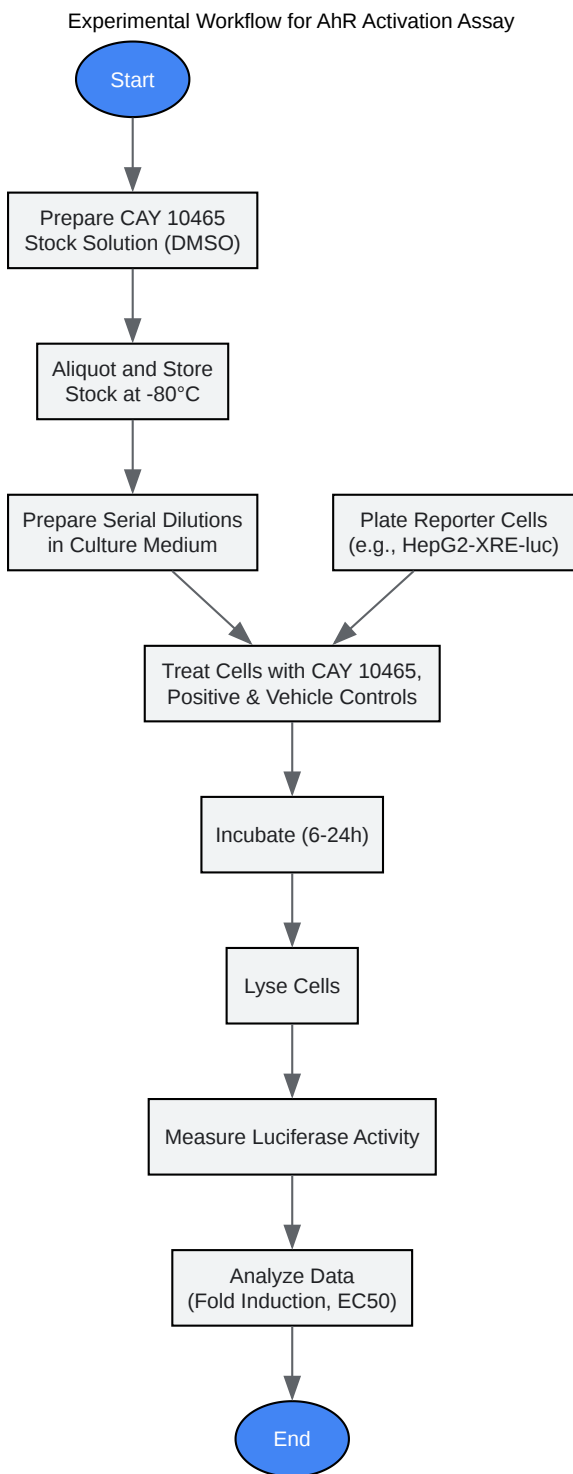 Experimental Workflow for AhR Activation Assay
Start
Prepare CAY 10465
Stock Solution (DMSO)
Aliquot and Store
Stock at -80°C
Prepare Serial Dilutions
in Culture Medium
Plate Reporter Cells
(e.g., HepG2-XRE-luc)
Treat Cells with CAY 10465,
Positive & Vehicle Controls
Incubate (6-24h)
Lyse Cells
Measure Luciferase Activity
Analyze Data
(Fold Induction, EC50)
End